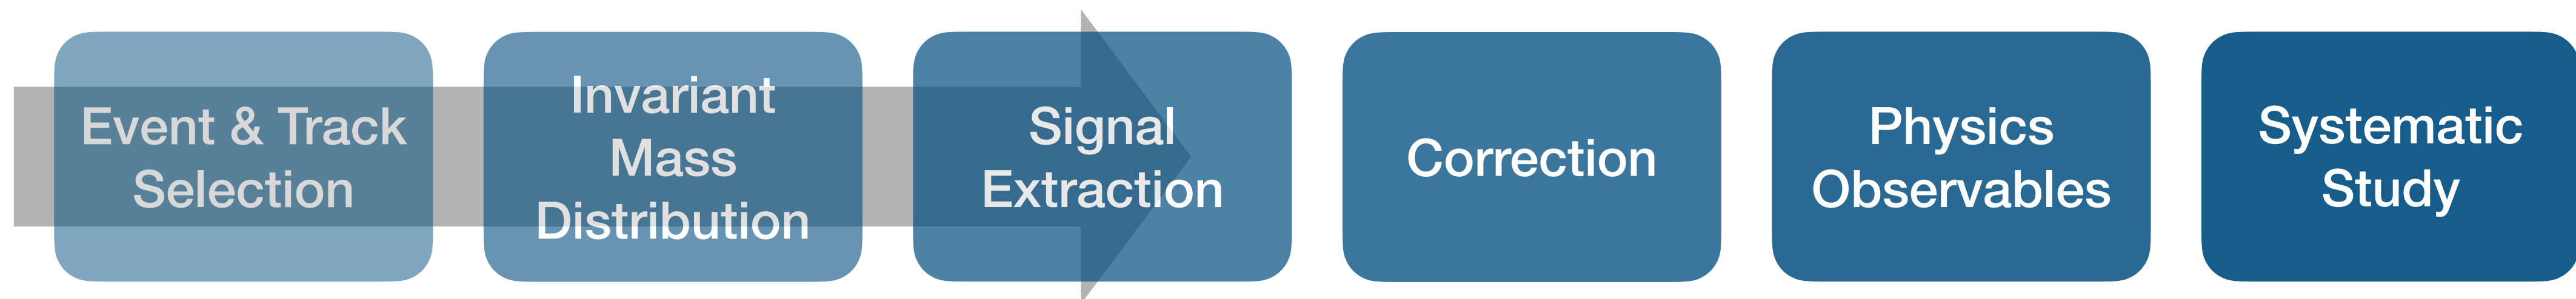 Event & Track
Selection
Invariant
Mass
Distribution
Signal
Extraction
Correction
Physics
Observables
Systematic
Study